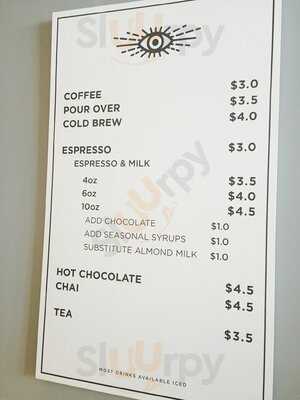 Sluurpy
COFFEE $3.0
POUR OVER $3.5
COLD BREW $4.0
ESPRESSO $3.0
ESPRESSO & MILK
4oz $3.5
6oz $4.0
10oz $4.5
ADD CHOCOLATE $1.0
ADD SEASONAL SYRUPS $1.0
SUBSTITUTE ALMOND MILK $1.0
HOT CHOCOLATE $4.5
CHAI $4.5
TEA $3.5
Sluurpy
MOST DRINKS AVAILABLE ICED